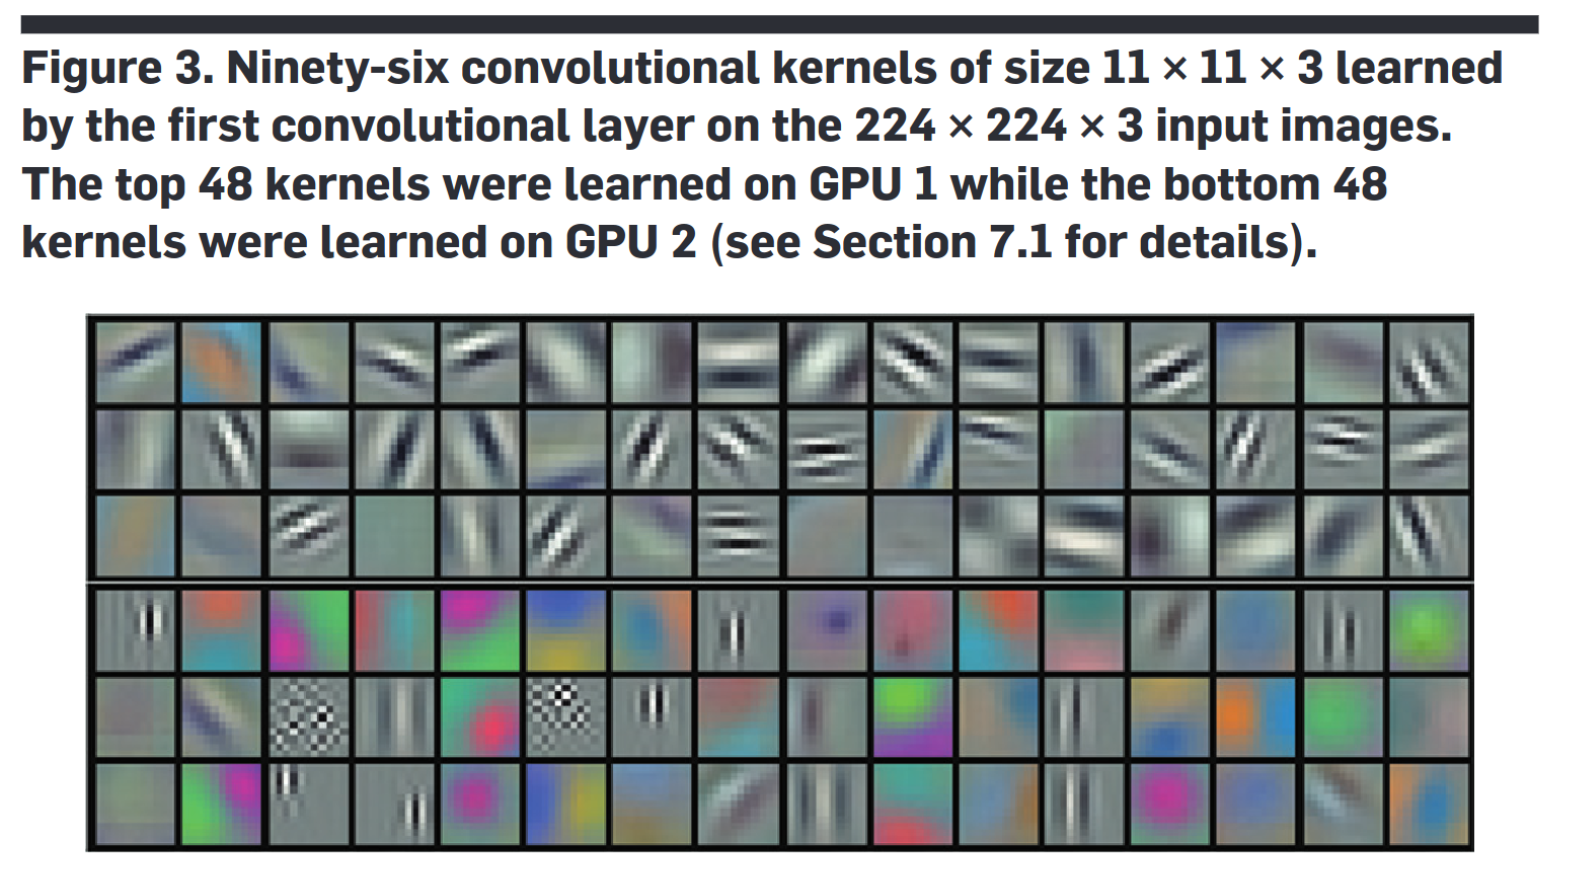 Figure 3. Ninety-six convolutional kernels of size 11 × 11 × 3 learned
by the first convolutional layer on the 224 × 224 × 3 input images.
The top 48 kernels were learned on GPU 1 while the bottom 48
kernels were learned on GPU 2 (see Section 7.1 for details).